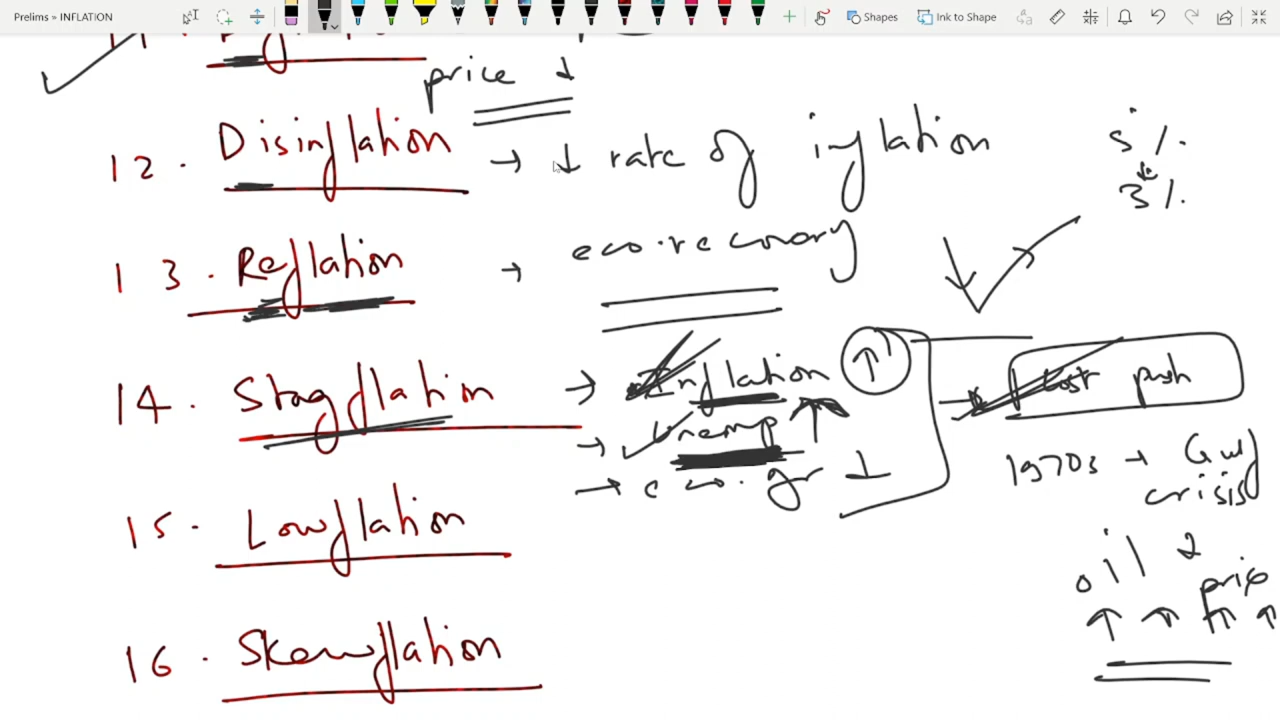 Prelims » INFLATION
Shapes
Ink to Shape
price ↓
12. Disinflation → ↓ rate of inflation 5%.
↓
3%.
13. Reflation → eco. recovery
14. Stagflation → Inflation ↑ → Cost push
→ Unemp ↑
→ eco. gr ↓
1970s → Gulf
crisis
15. Lowflation
oil
price
↑ ↑ ↑ ↑
16. Skewflation